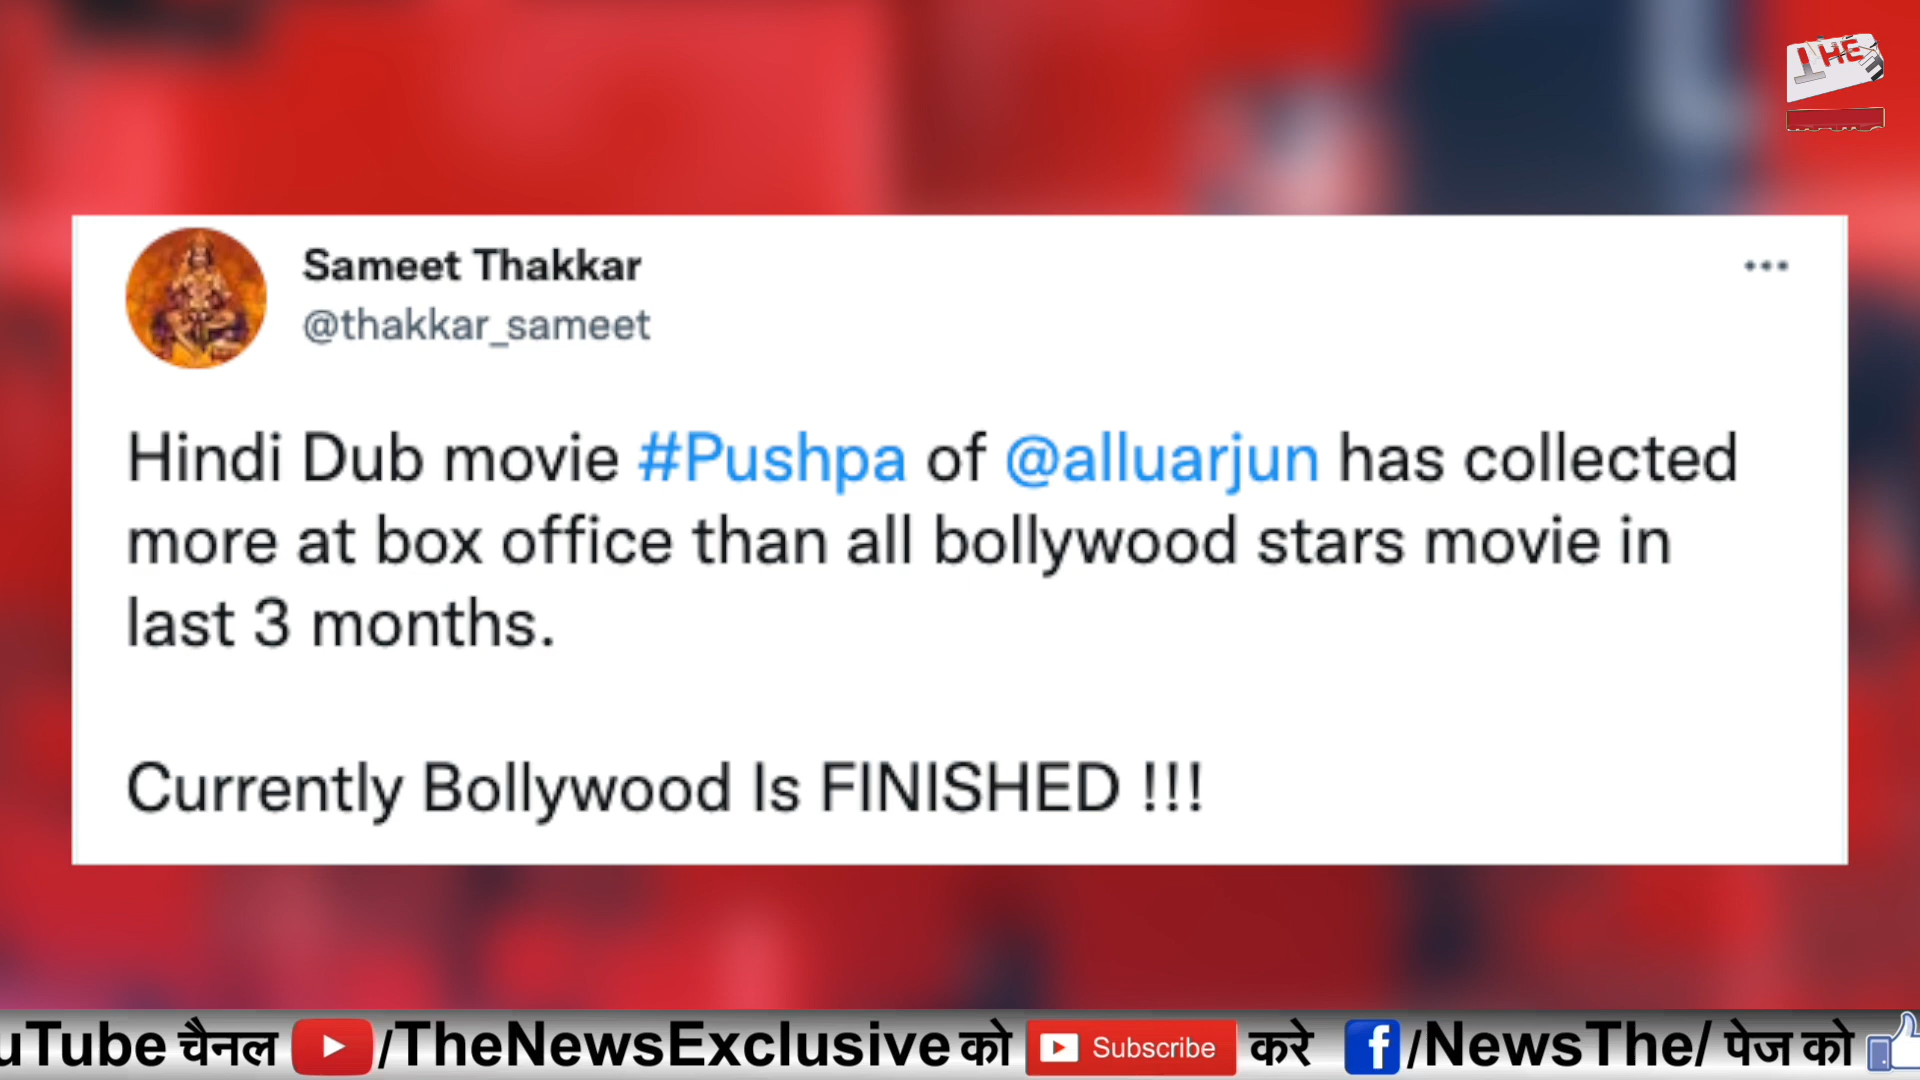 THE
Sameet Thakkar
@thakkar_sameet
Hindi Dub movie #Pushpa of @alluarjun has collected
more at box office than all bollywood stars movie in
last 3 months.
Currently Bollywood Is FINISHED !!!
uTube चैनल /TheNewsExclusive को Subscribe करे f /NewsThe/ पेज को